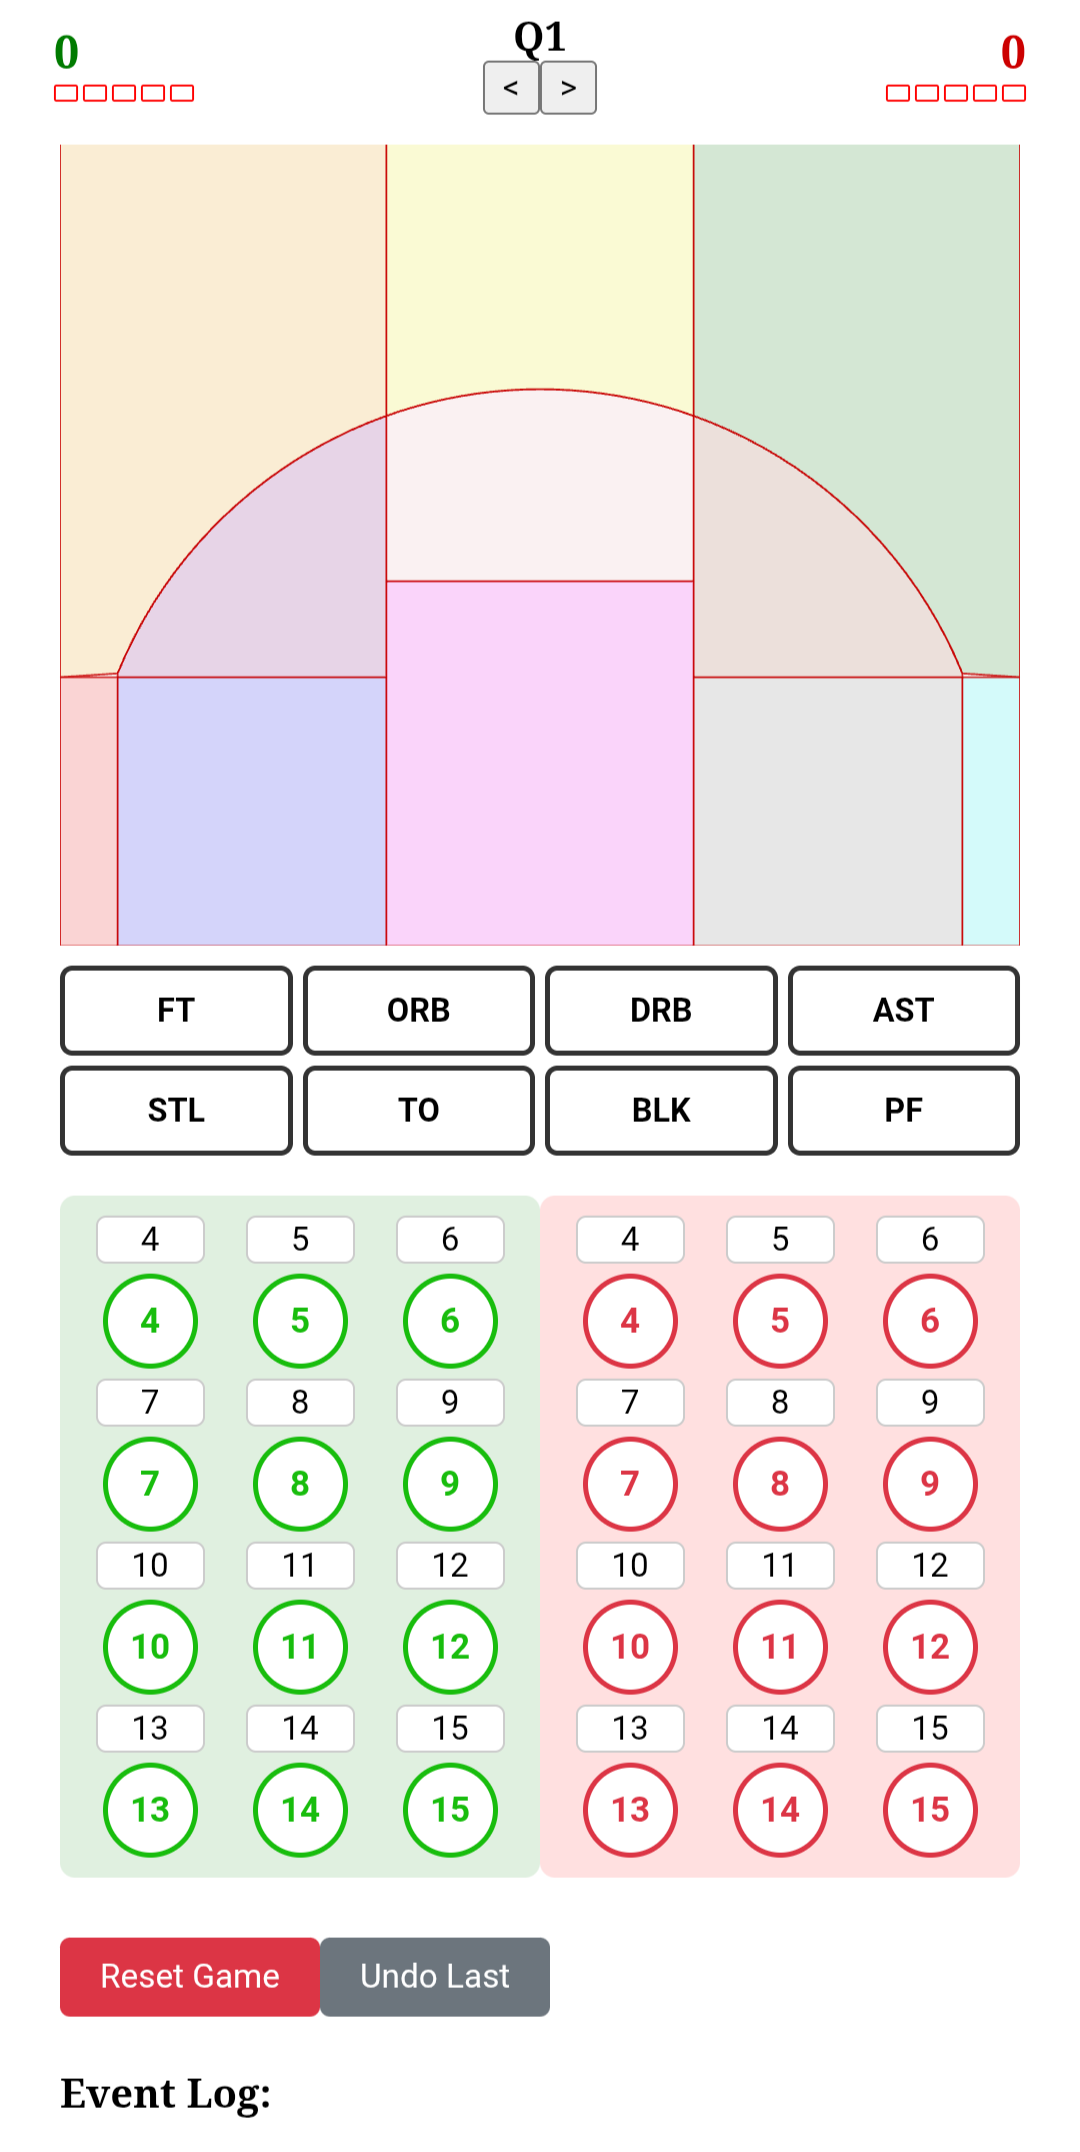 0 Q1 0
< >
FT ORB DRB AST
STL TO BLK PF
4 5 6 4 5 6
4 5 6 4 5 6
7 8 9 7 8 9
7 8 9 7 8 9
10 11 12 10 11 12
10 11 12 10 11 12
13 14 15 13 14 15
13 14 15 13 14 15
Reset Game Undo Last
Event Log: